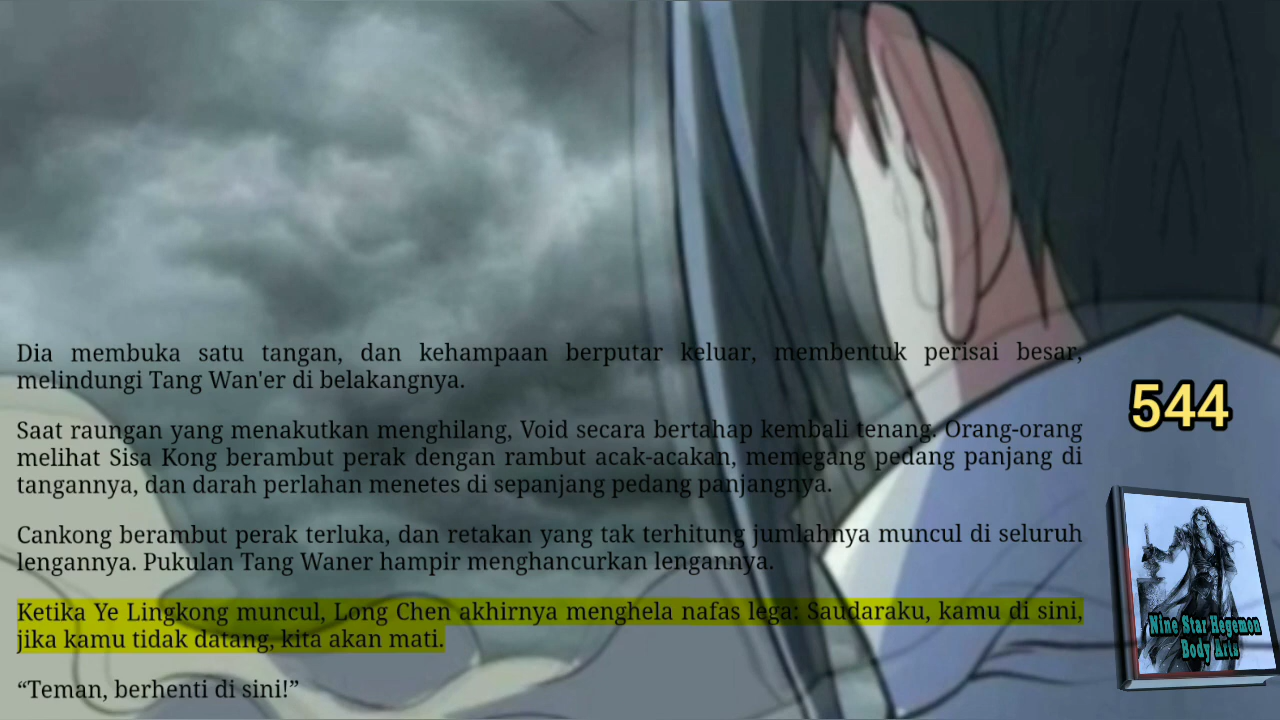 Dia membuka satu tangan, dan kehampaan berputar keluar, membentuk perisai besar,
melindungi Tang Wan'er di belakangnya.
Saat raungan yang menakutkan menghilang, Void secara bertahap kembali tenang. Orang-orang
melihat Sisa Kong berambut perak dengan rambut acak-acakan, memegang pedang panjang di
tangannya, dan darah perlahan menetes di sepanjang pedang panjangnya.
Cankong berambut perak terluka, dan retakan yang tak terhitung jumlahnya muncul di seluruh
lengannya. Pukulan Tang Waner hampir menghancurkan lengannya.
Ketika Ye Lingkong muncul, Long Chen akhirnya menghela nafas lega: Saudaraku, kamu di sini,
jika kamu tidak datang, kita akan mati.
“Teman, berhenti di sini!”
544
Nine Star Hegemon
Body Arts